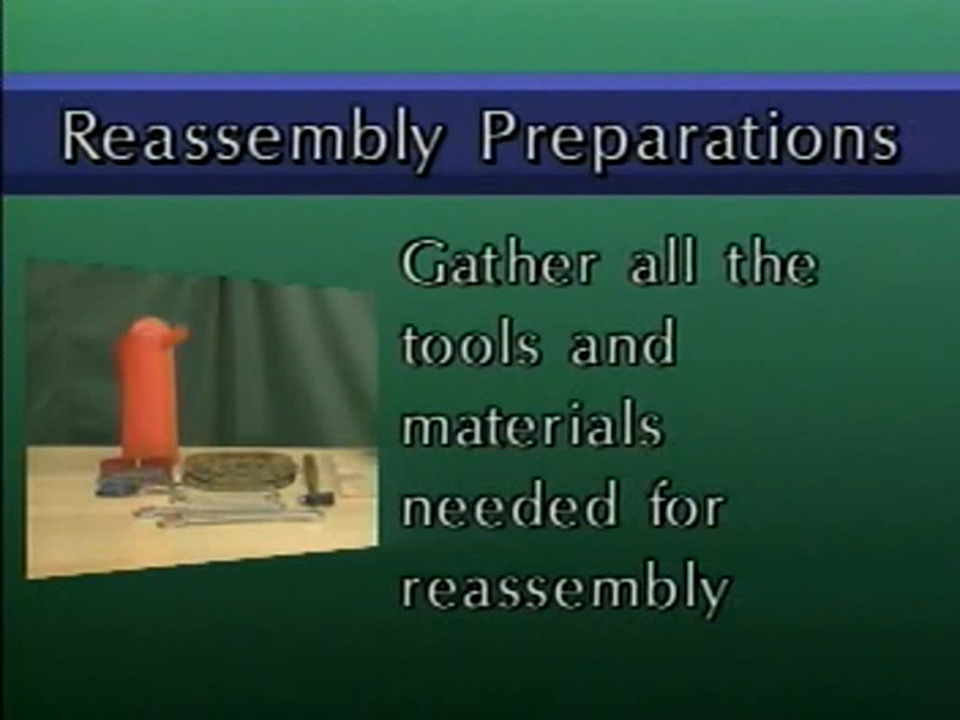 Reassembly Preparations
Gather all the
tools and
materials
needed for
reassembly